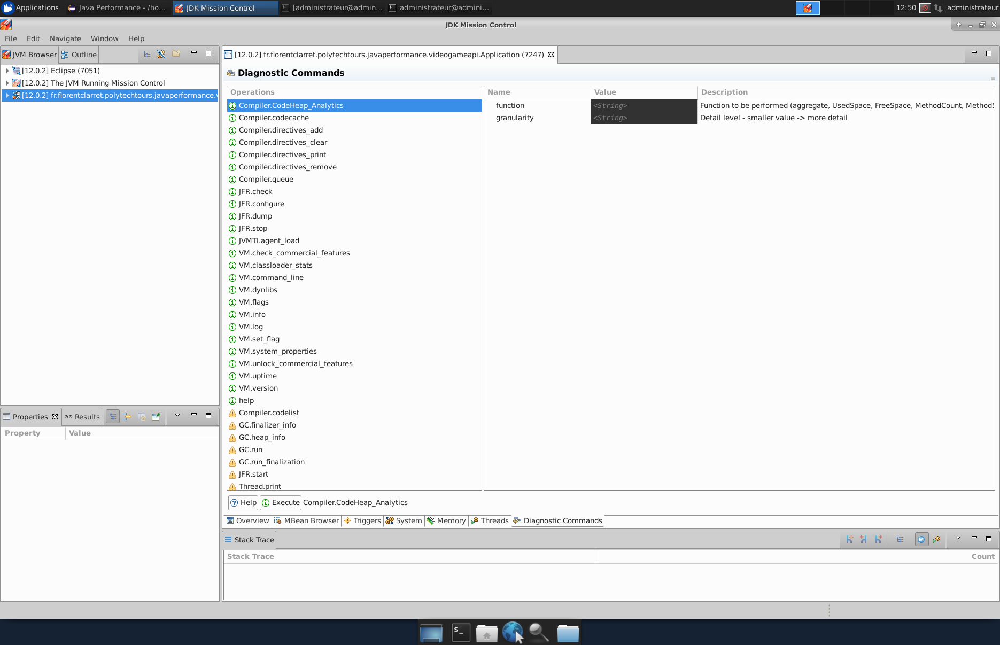 Applications
Java Performance - /ho...
JDK Mission Control
[administrateur@admin...
administrateur@admini...
12:50
administrateur
JDK Mission Control
File Edit Navigate Window Help
JVM Browser
Outline
[12.0.2] Eclipse (7051)
[12.0.2] The JVM Running Mission Control
[12.0.2] fr.florentclarret.polytechtours.javaperformance.v
[12.0.2] fr.florentclarret.polytechtours.javaperformance.videogameapi.Application (7247)
Diagnostic Commands
Operations
Compiler.CodeHeap_Analytics
Compiler.codecache
Compiler.directives_add
Compiler.directives_clear
Compiler.directives_print
Compiler.directives_remove
Compiler.queue
JFR.check
JFR.configure
JFR.dump
JFR.stop
JVMTI.agent_load
VM.check_commercial_features
VM.classloader_stats
VM.command_line
VM.dynlibs
VM.flags
VM.info
VM.log
VM.set_flag
VM.system_properties
VM.unlock_commercial_features
VM.uptime
VM.version
help
Compiler.codelist
GC.finalizer_info
GC.heap_info
GC.run
GC.run_finalization
JFR.start
Thread.print
Name Value Description
function <String> Function to be performed (aggregate, UsedSpace, FreeSpace, MethodCount, MethodS
granularity <String> Detail level - smaller value -> more detail
Help Execute Compiler.CodeHeap_Analytics
Overview MBean Browser Triggers System Memory Threads Diagnostic Commands
Properties Results
Property Value
Stack Trace
Stack Trace Count